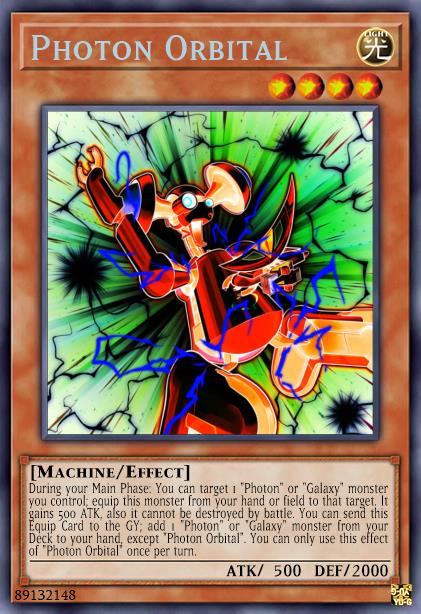 PHOTON ORBITAL
LIGHT
光
[MACHINE/EFFECT]
During your Main Phase: You can target 1 "Photon" or "Galaxy" monster
you control; equip this monster from your hand or field to that target. It
gains 500 ATK, also it cannot be destroyed by battle. You can send this
Equip Card to the GY; add 1 "Photon" or "Galaxy" monster from your
Deck to your hand, except "Photon Orbital". You can only use this effect
of "Photon Orbital" once per turn.
ATK/ 500 DEF/2000
89132148